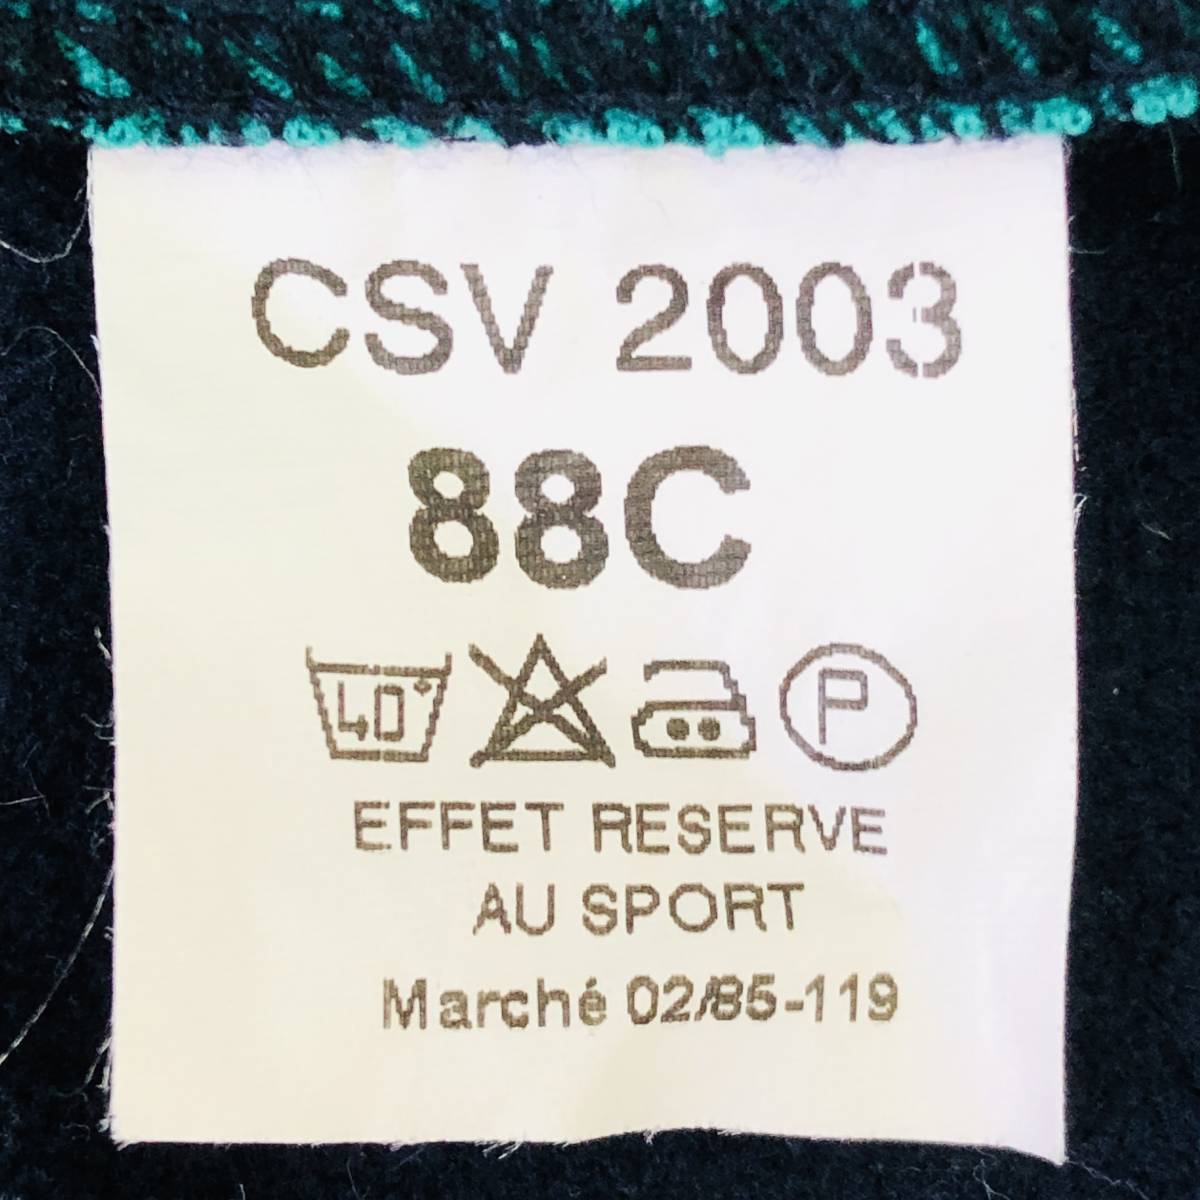 CSV 2003
88C
40° P
EFFET RESERVE
AU SPORT
Marché 02/85-119